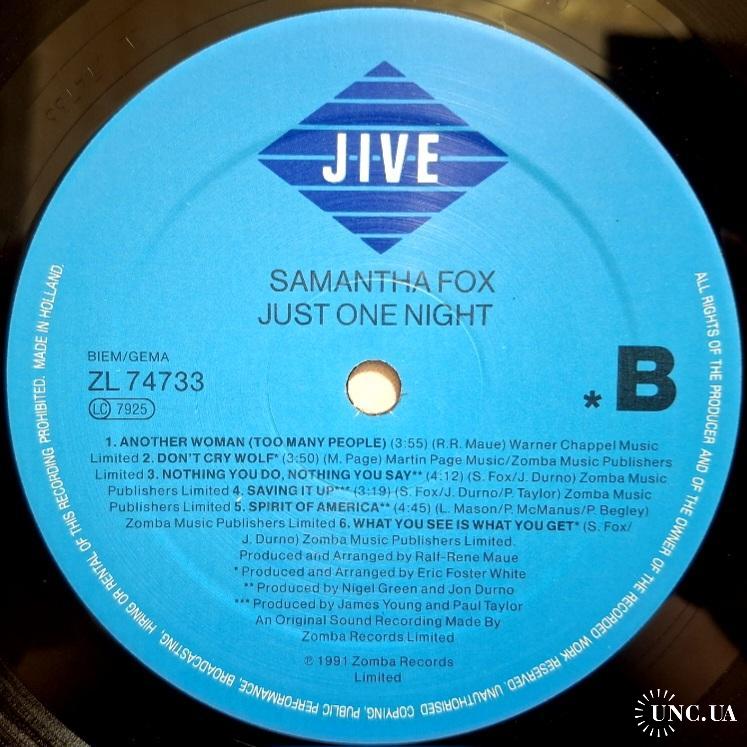 JIVE
SAMANTHA FOX
JUST ONE NIGHT
BIEM/GEMA
ZL 74733
LC 7925
* B
1. ANOTHER WOMAN (TOO MANY PEOPLE) (3:55) (R.R. Maue) Warner Chappel Music
Limited 2. DON'T CRY WOLF* (3:50) (M. Page) Martin Page Music/Zomba Music Publishers
Limited 3. NOTHING YOU DO, NOTHING YOU SAY** (4:12) (S. Fox/J. Durno) Zomba Music
Publishers Limited 4. SAVING IT UP*** (3:19) (S. Fox/J. Durno/P. Taylor) Zomba Music
Publishers Limited 5. SPIRIT OF AMERICA** (4:45) (L. Mason/P. McManus/P. Begley)
Zomba Music Publishers Limited 6. WHAT YOU SEE IS WHAT YOU GET* (S. Fox/
J. Durno) Zomba Music Publishers Limited.
Produced and Arranged by Ralf-Rene Maue
* Produced and Arranged by Eric Foster White
** Produced by Nigel Green and Jon Durno
*** Produced by James Young and Paul Taylor
An Original Sound Recording Made By
Zomba Records Limited
℗ 1991 Zomba Records
Limited
ALL RIGHTS OF THE PRODUCER AND OF THE OWNER OF THE RECORDED WORK RESERVED. UNAUTHORISED COPYING, PUBLIC PERFORMANCE, BROADCASTING, HIRING OR RENTAL OF THIS RECORDING PROHIBITED. MADE IN HOLLAND.
UNC.UA